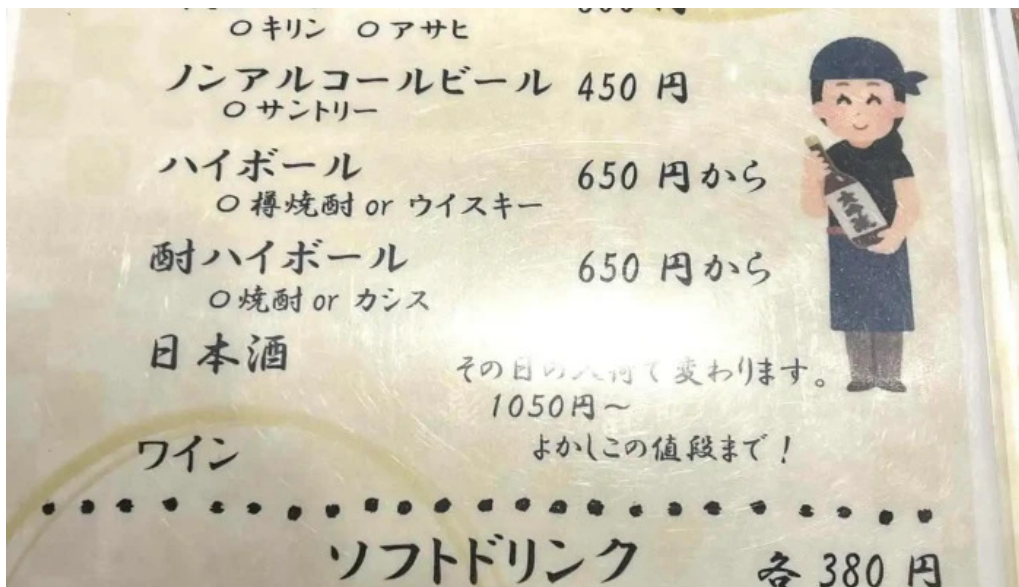 円
○キリン ○アサヒ
ノンアルコールビール 450 円
○サントリー
ハイボール 650 円から
○樽焼酎 or ウイスキー
酎ハイボール 650 円から
○焼酎 or カシス
日本酒 その日の入荷で変わります。
1050円～
ワイン よかしこの値段まで！
ソフトドリンク 各 380 円